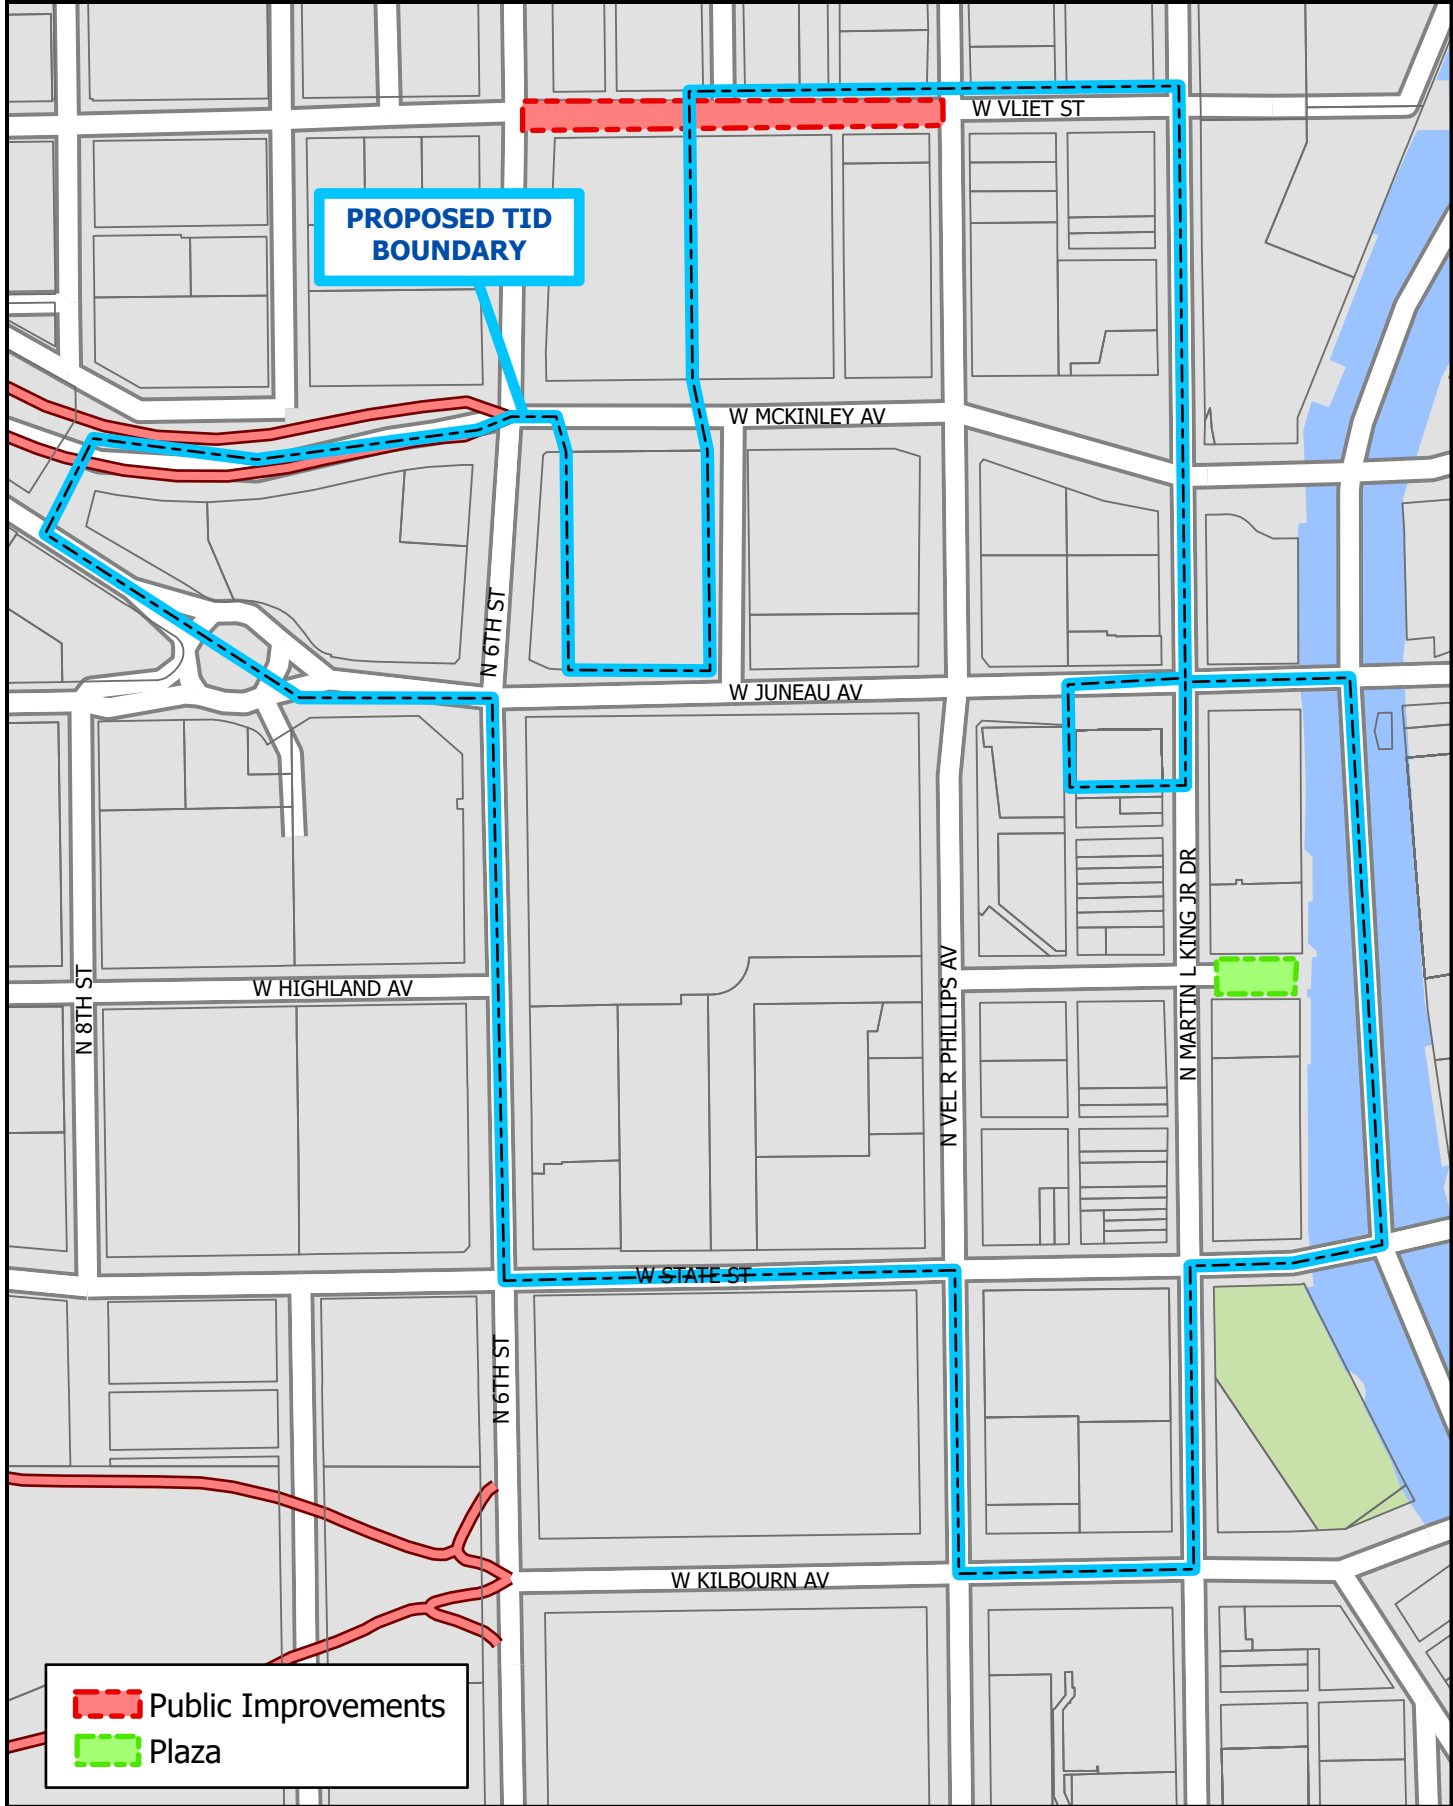 W VLIET ST
PROPOSED TID
BOUNDARY
W MCKINLEY AV
N 6TH ST
W JUNEAU AV
N MARTIN L KING JR DR
N VEL R PHILLIPS AV
N 8TH ST
W HIGHLAND AV
W STATE ST
N 6TH ST
W KILBOURN AV
Public Improvements
Plaza